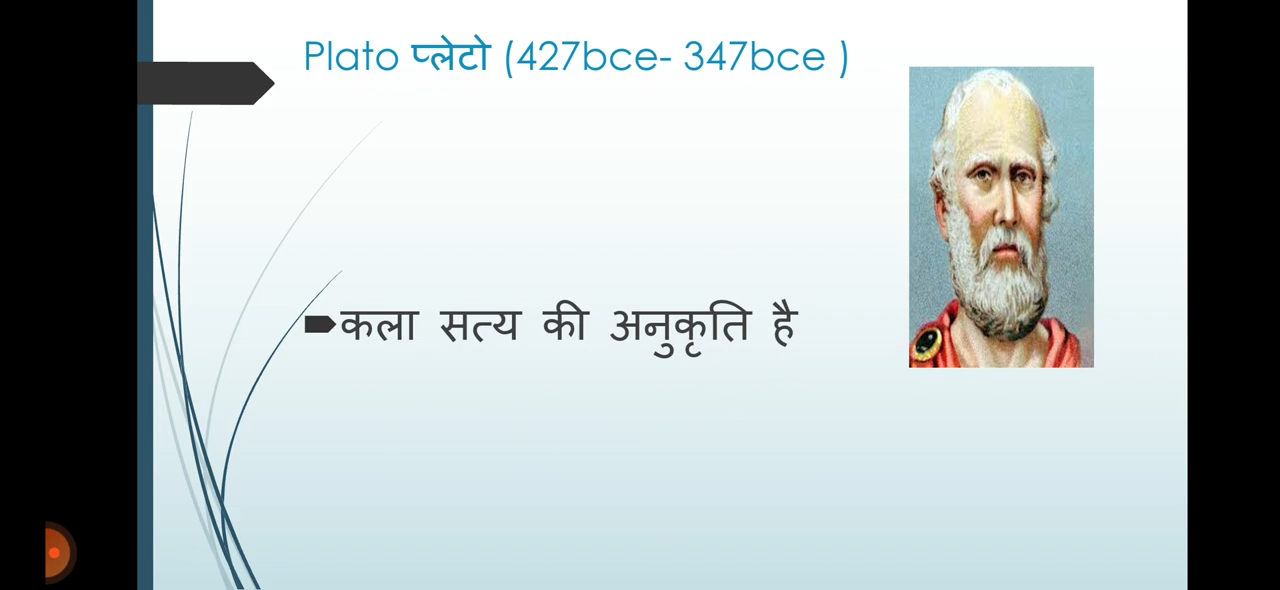 Plato प्लेटो (427bce- 347bce )
कला सत्य की अनुकृति है